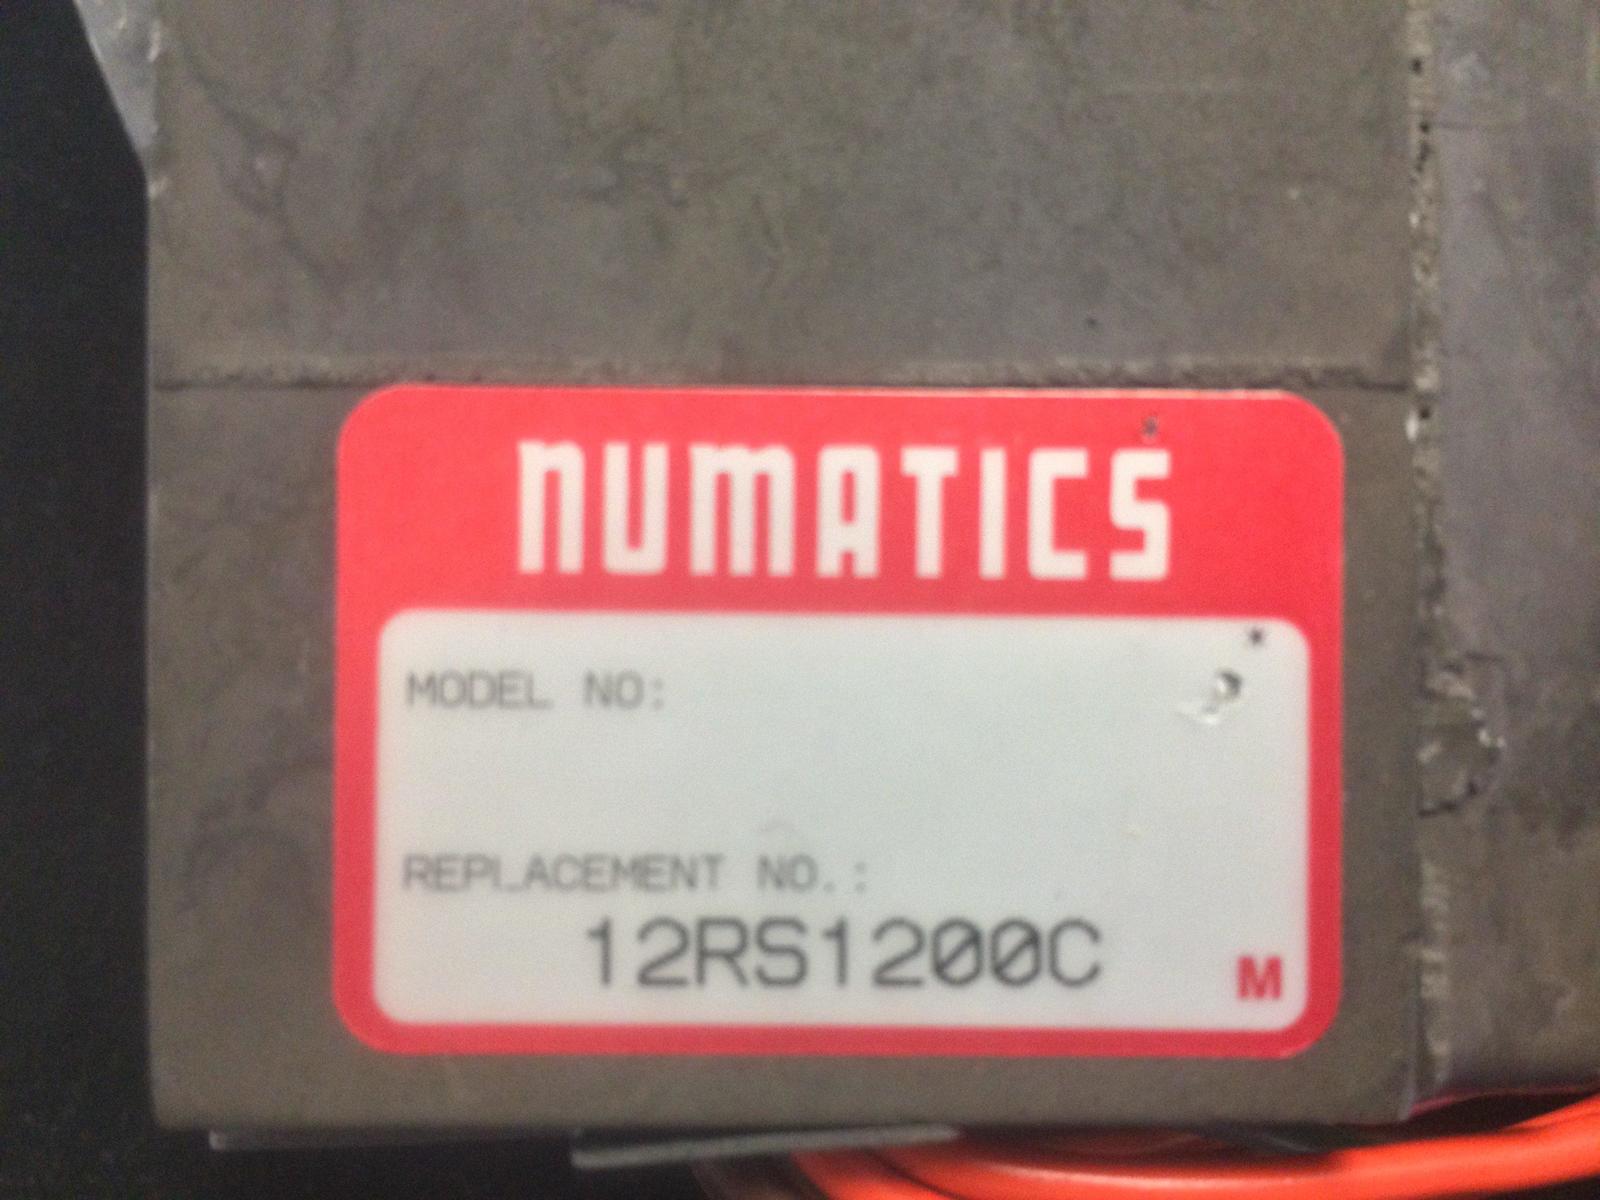 NUMATICS
MODEL NO:
REPLACEMENT NO.:
12RS1200C
M